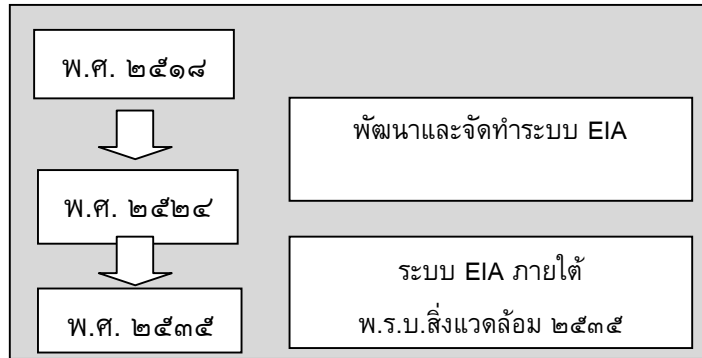 พ.ศ. ๒๕๑๘
พัฒนาและจัดทำระบบ EIA
พ.ศ. ๒๕๒๔
ระบบ EIA ภายใต้
พ.ร.บ.สิ่งแวดล้อม ๒๕๓๕
พ.ศ. ๒๕๓๕